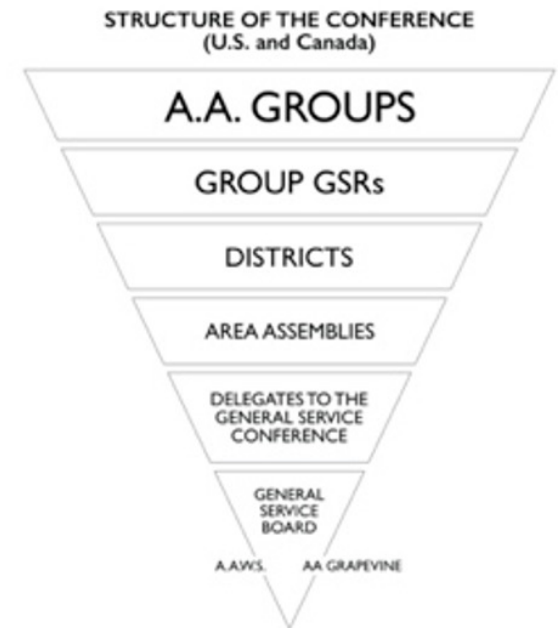 STRUCTURE OF THE CONFERENCE
(U.S. and Canada)
A.A. GROUPS
GROUP GSRs
DISTRICTS
AREA ASSEMBLIES
DELEGATES TO THE
GENERAL SERVICE
CONFERENCE
GENERAL
SERVICE
BOARD
A.A.W.S. AA GRAPEVINE